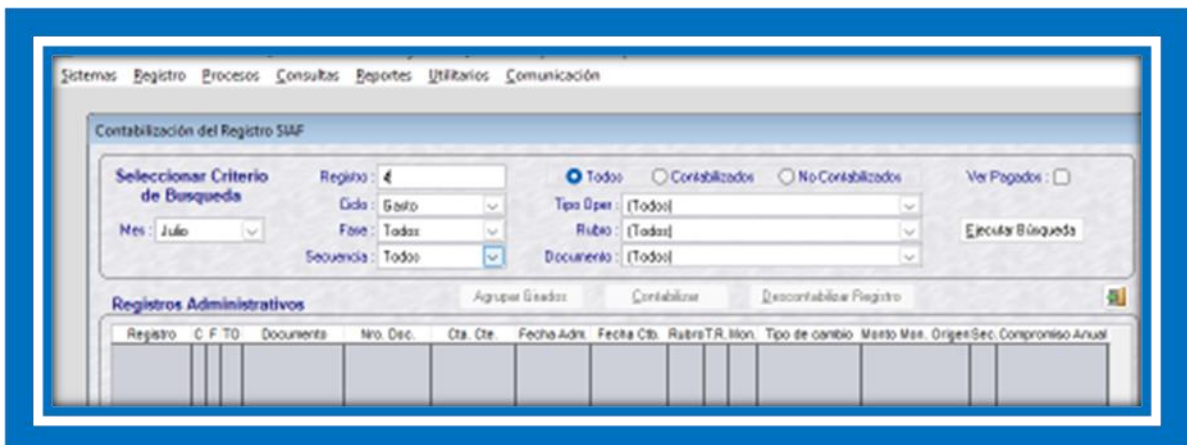 Sistemas Registro Procesos Consultas Reportes Utilitarios Comunicación
Contabilización del Registro SIAF
Seleccionar Criterio de Busqueda
Mes : Julio
Registro : 4
Ciclo : Gasto
Fase : Todas
Secuencia : Todos
Todos Contabilizados No Contabilizados
Tipo Oper : (Todos)
Rubro : (Todos)
Documento : (Todos)
Ver Pagados :
Ejecutar Búsqueda
Registros Administrativos
Agrupar Girados Contabilizar Descontabilizar Registro
Registro C F TO Documento Nro. Doc. Cta. Cte. Fecha Adm. Fecha Ctb. Rubro T.R. Mon. Tipo de cambio Monto Mon. Origen Sec. Compromiso Anual